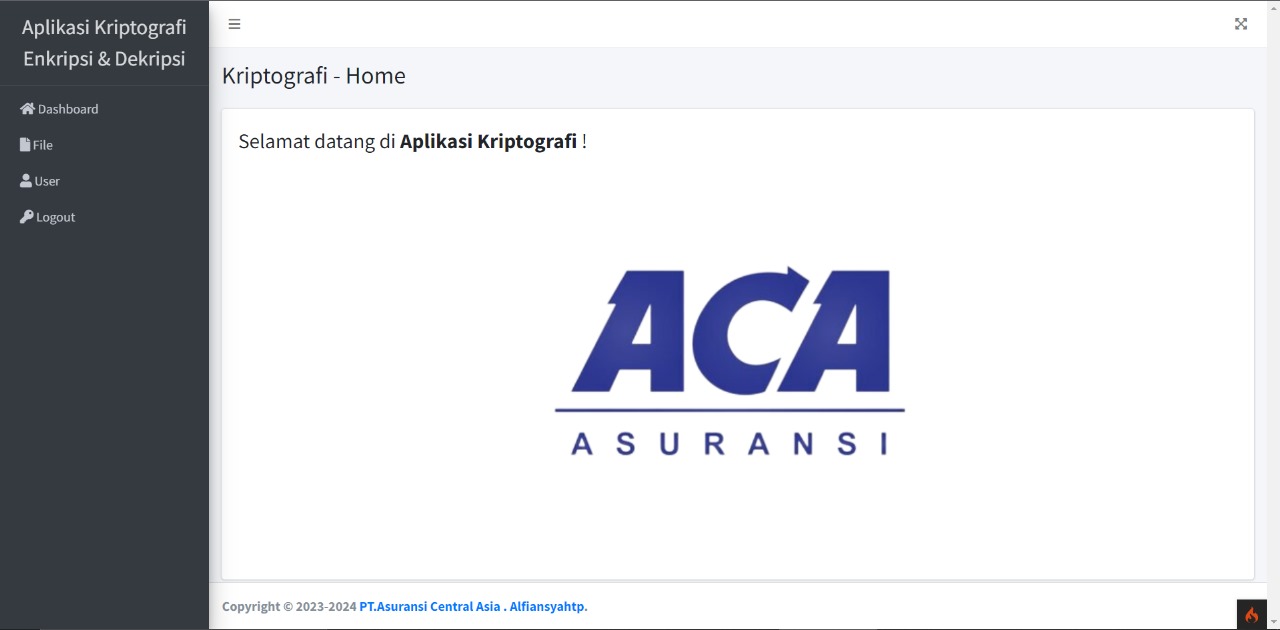 Aplikasi Kriptografi
Enkripsi & Dekripsi
Dashboard
File
User
Logout
Kriptografi - Home
Selamat datang di Aplikasi Kriptografi !
ACA
ASURANSI
Copyright © 2023-2024 PT.Asuransi Central Asia . Alfiansyahtp.